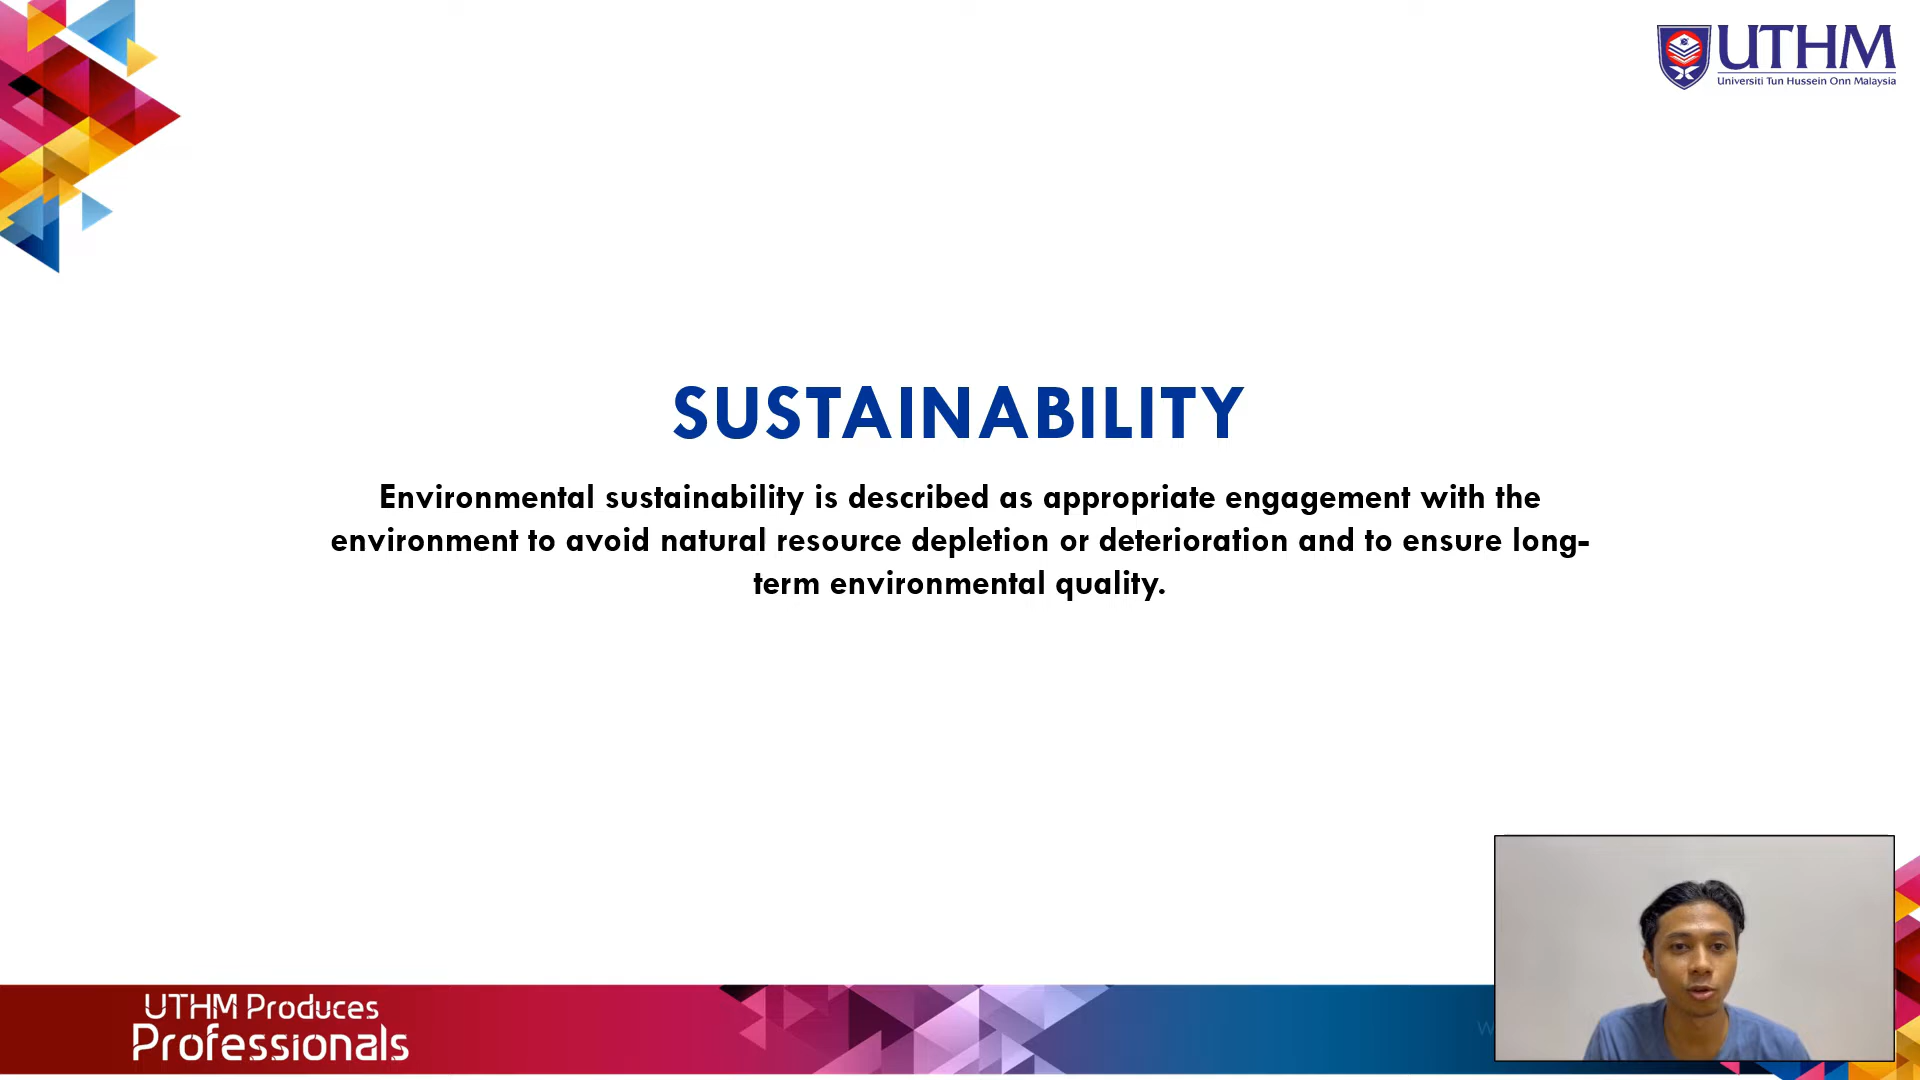 UTHM
Universiti Tun Hussein Onn Malaysia
SUSTAINABILITY
Environmental sustainability is described as appropriate engagement with the
environment to avoid natural resource depletion or deterioration and to ensure long-
term environmental quality.
UTHM Produces
Professionals